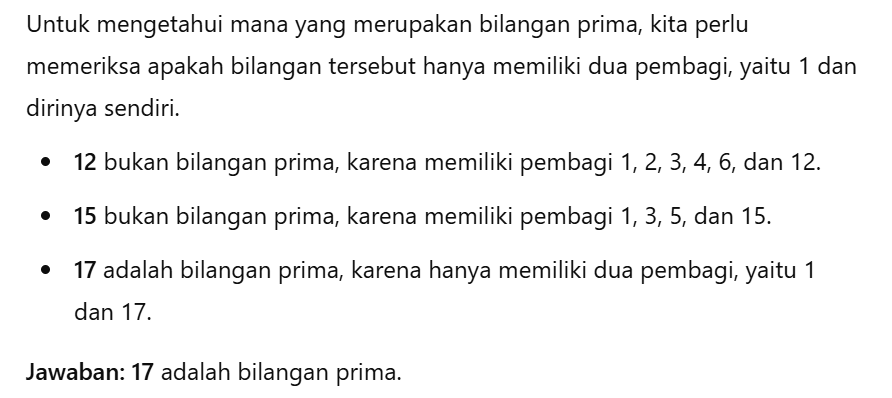 Untuk mengetahui mana yang merupakan bilangan prima, kita perlu
memeriksa apakah bilangan tersebut hanya memiliki dua pembagi, yaitu 1 dan
dirinya sendiri.
• 12 bukan bilangan prima, karena memiliki pembagi 1, 2, 3, 4, 6, dan 12.
• 15 bukan bilangan prima, karena memiliki pembagi 1, 3, 5, dan 15.
• 17 adalah bilangan prima, karena hanya memiliki dua pembagi, yaitu 1
dan 17.
Jawaban: 17 adalah bilangan prima.